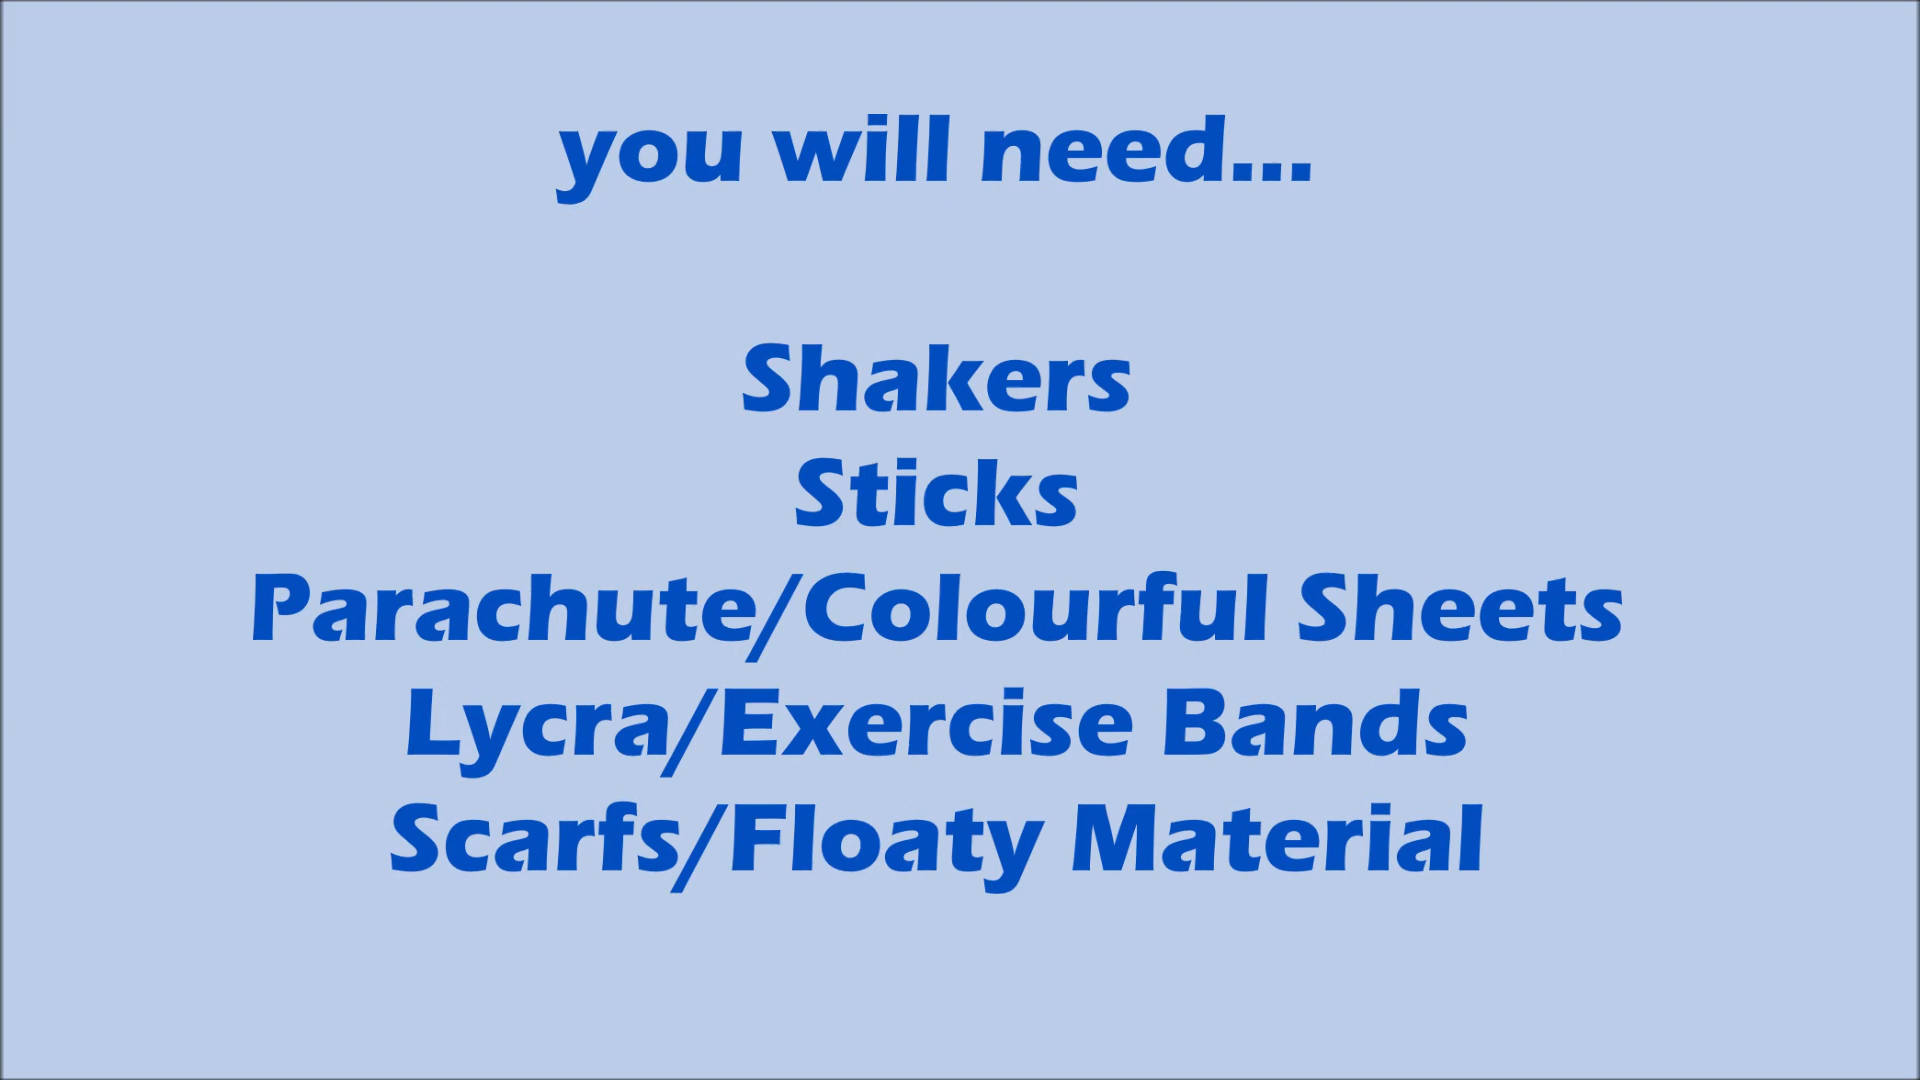 you will need...
Shakers
Sticks
Parachute/Colourful Sheets
Lycra/Exercise Bands
Scarfs/Floaty Material